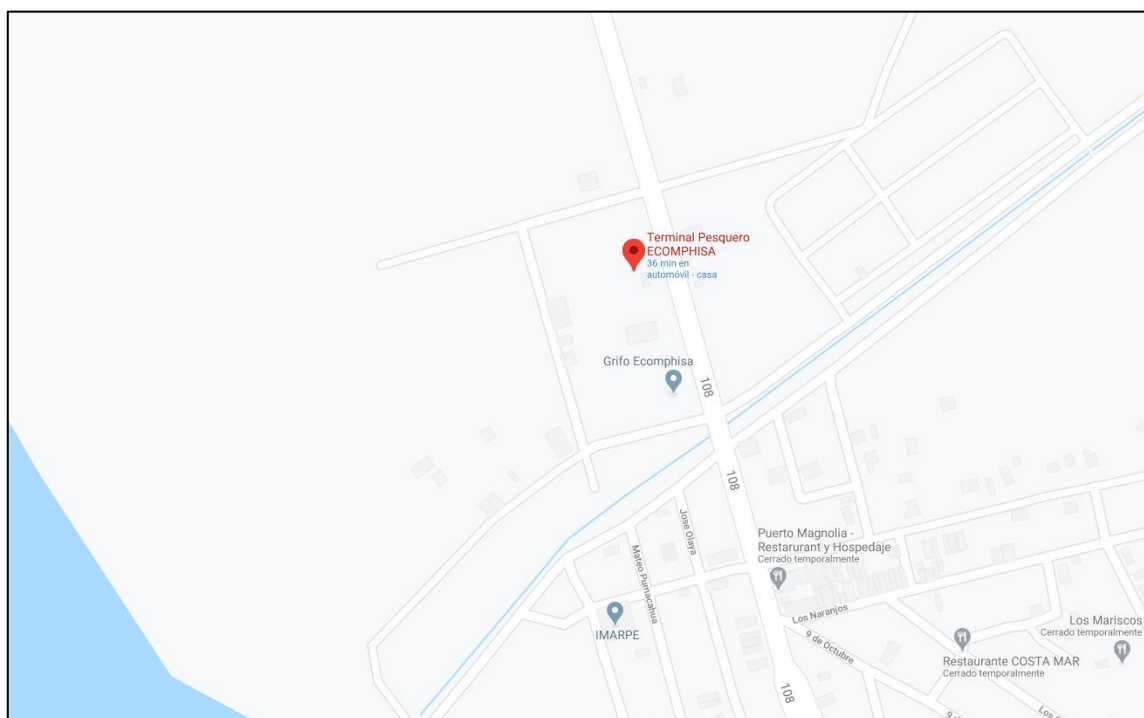 Terminal Pesquero
ECOMPHISA
36 min en
automóvil - casa
Grifo Ecomphisa
108
108
Jose Olaya
Mateo Pumacahua
Puerto Magnolia -
Restarurant y Hospedaje
Cerrado temporalmente
Los Naranjos
IMARPE
9 de Octubre
Los Mariscos
Cerrado temporalmente
Restaurante COSTA MAR
Cerrado temporalmente
108